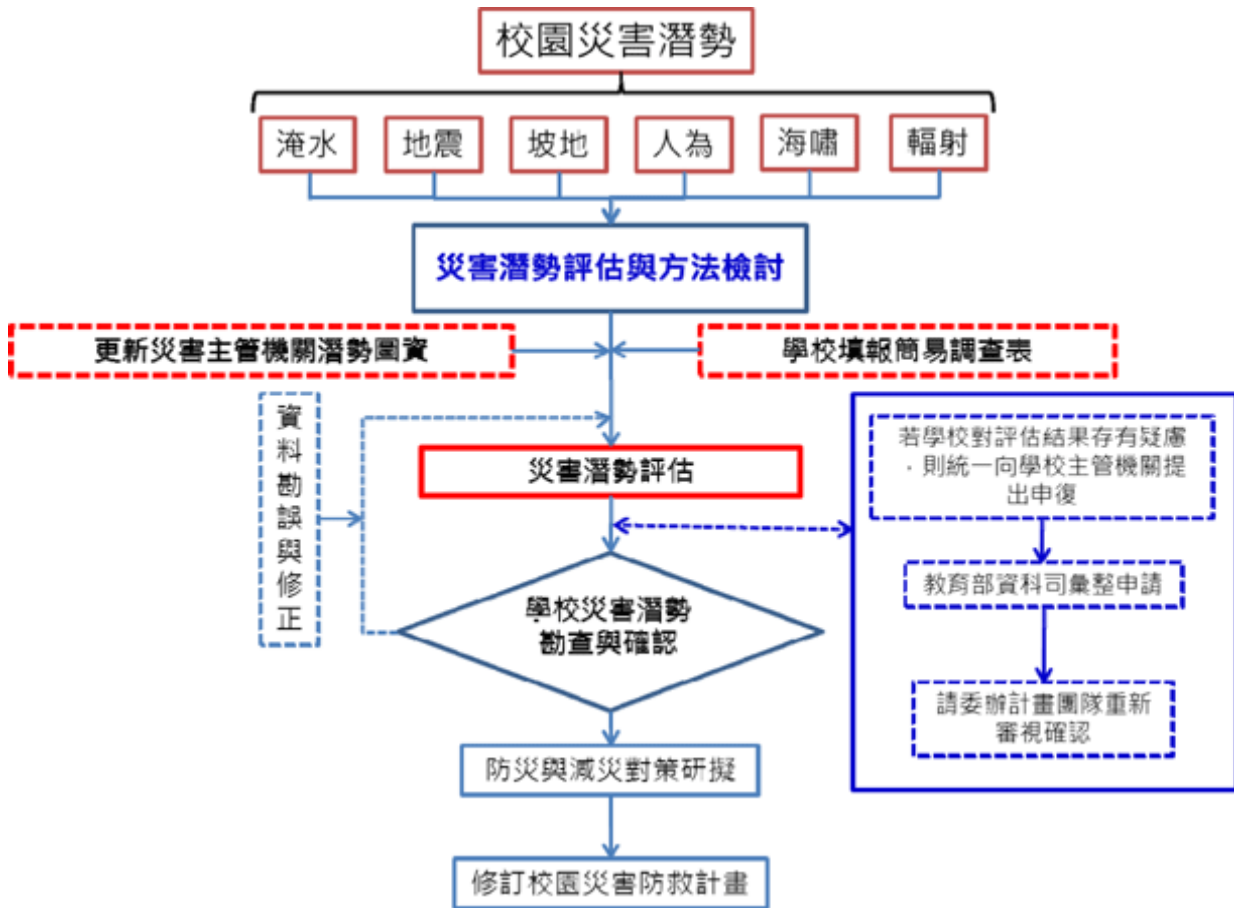 校園災害潛勢
淹水
地震
坡地
人為
海嘯
輻射
災害潛勢評估與方法檢討
更新災害主管機關潛勢圖資
學校填報簡易調查表
資料勘誤與修正
災害潛勢評估
若學校對評估結果存有疑慮
，則統一向學校主管機關提
出申復
教育部資科司彙整申請
學校災害潛勢
勘查與確認
請委辦計畫團隊重新
審視確認
防災與減災對策研擬
修訂校園災害防救計畫